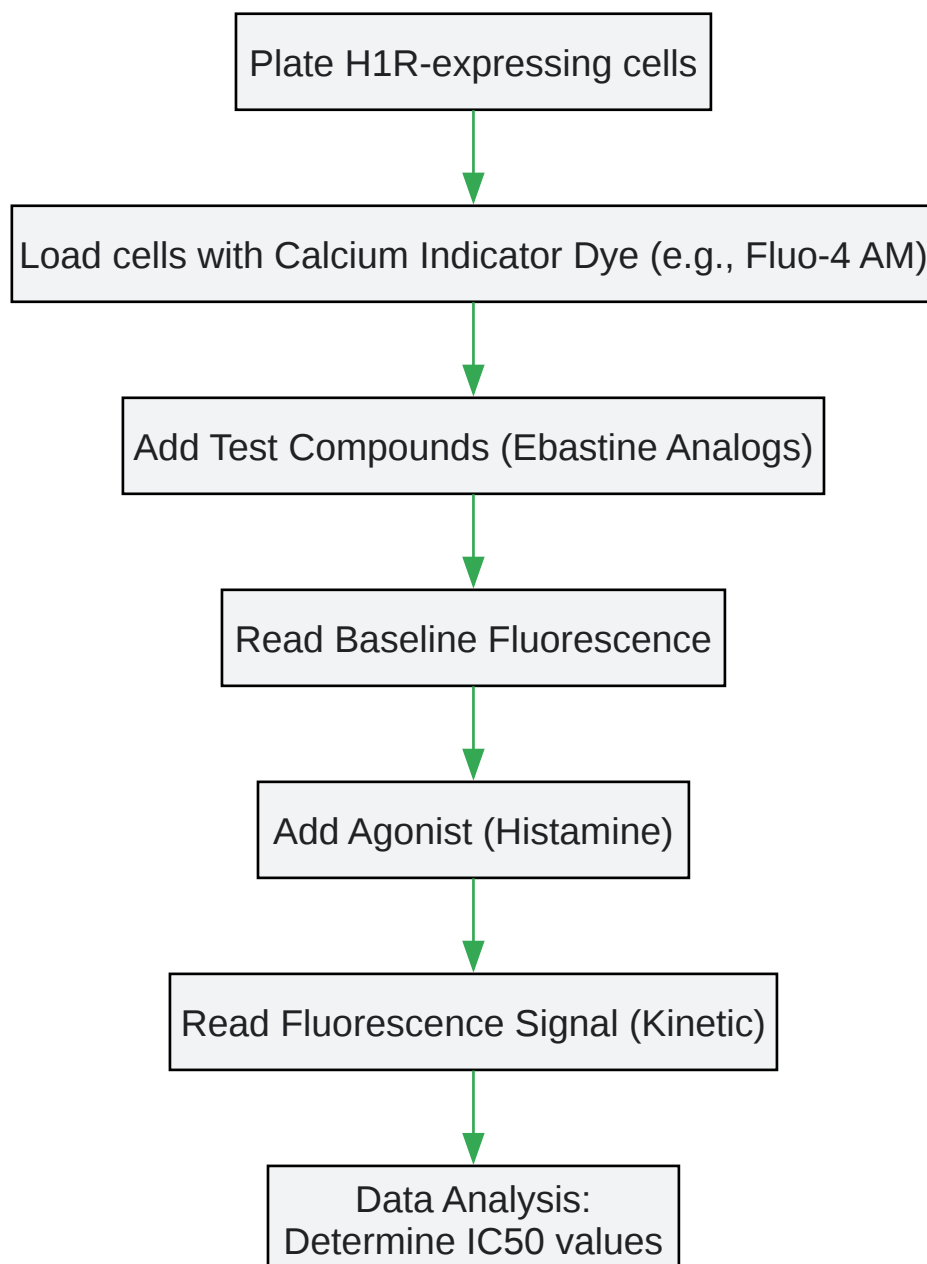 Plate H1R-expressing cells
Load cells with Calcium Indicator Dye (e.g., Fluo-4 AM)
Add Test Compounds (Ebastine Analogs)
Read Baseline Fluorescence
Add Agonist (Histamine)
Read Fluorescence Signal (Kinetic)
Data Analysis:
Determine IC50 values